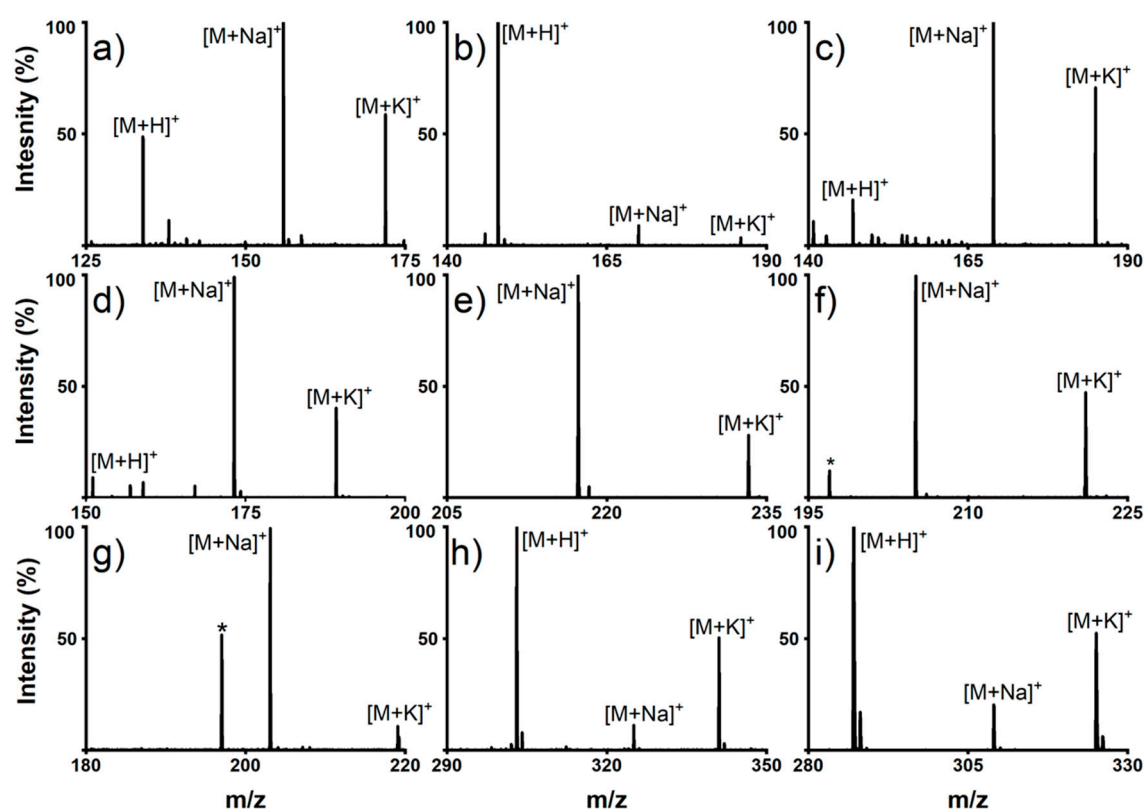 Intesnity (%)
100
50
a)
[M+H]⁺
[M+Na]⁺
[M+K]⁺
125
150
175
100
50
b)
[M+H]⁺
[M+Na]⁺
[M+K]⁺
140
165
190
100
50
c)
[M+H]⁺
[M+Na]⁺
[M+K]⁺
140
165
190
Intensity (%)
100
50
d)
[M+H]⁺
[M+Na]⁺
[M+K]⁺
150
175
200
100
50
e)
[M+Na]⁺
[M+K]⁺
205
220
235
100
50
f)
*
[M+Na]⁺
[M+K]⁺
195
210
225
Intensity (%)
100
50
g)
*
[M+Na]⁺
[M+K]⁺
180
200
220
m/z
100
50
h)
[M+H]⁺
[M+Na]⁺
[M+K]⁺
290
320
350
m/z
100
50
i)
[M+H]⁺
[M+Na]⁺
[M+K]⁺
280
305
330
m/z